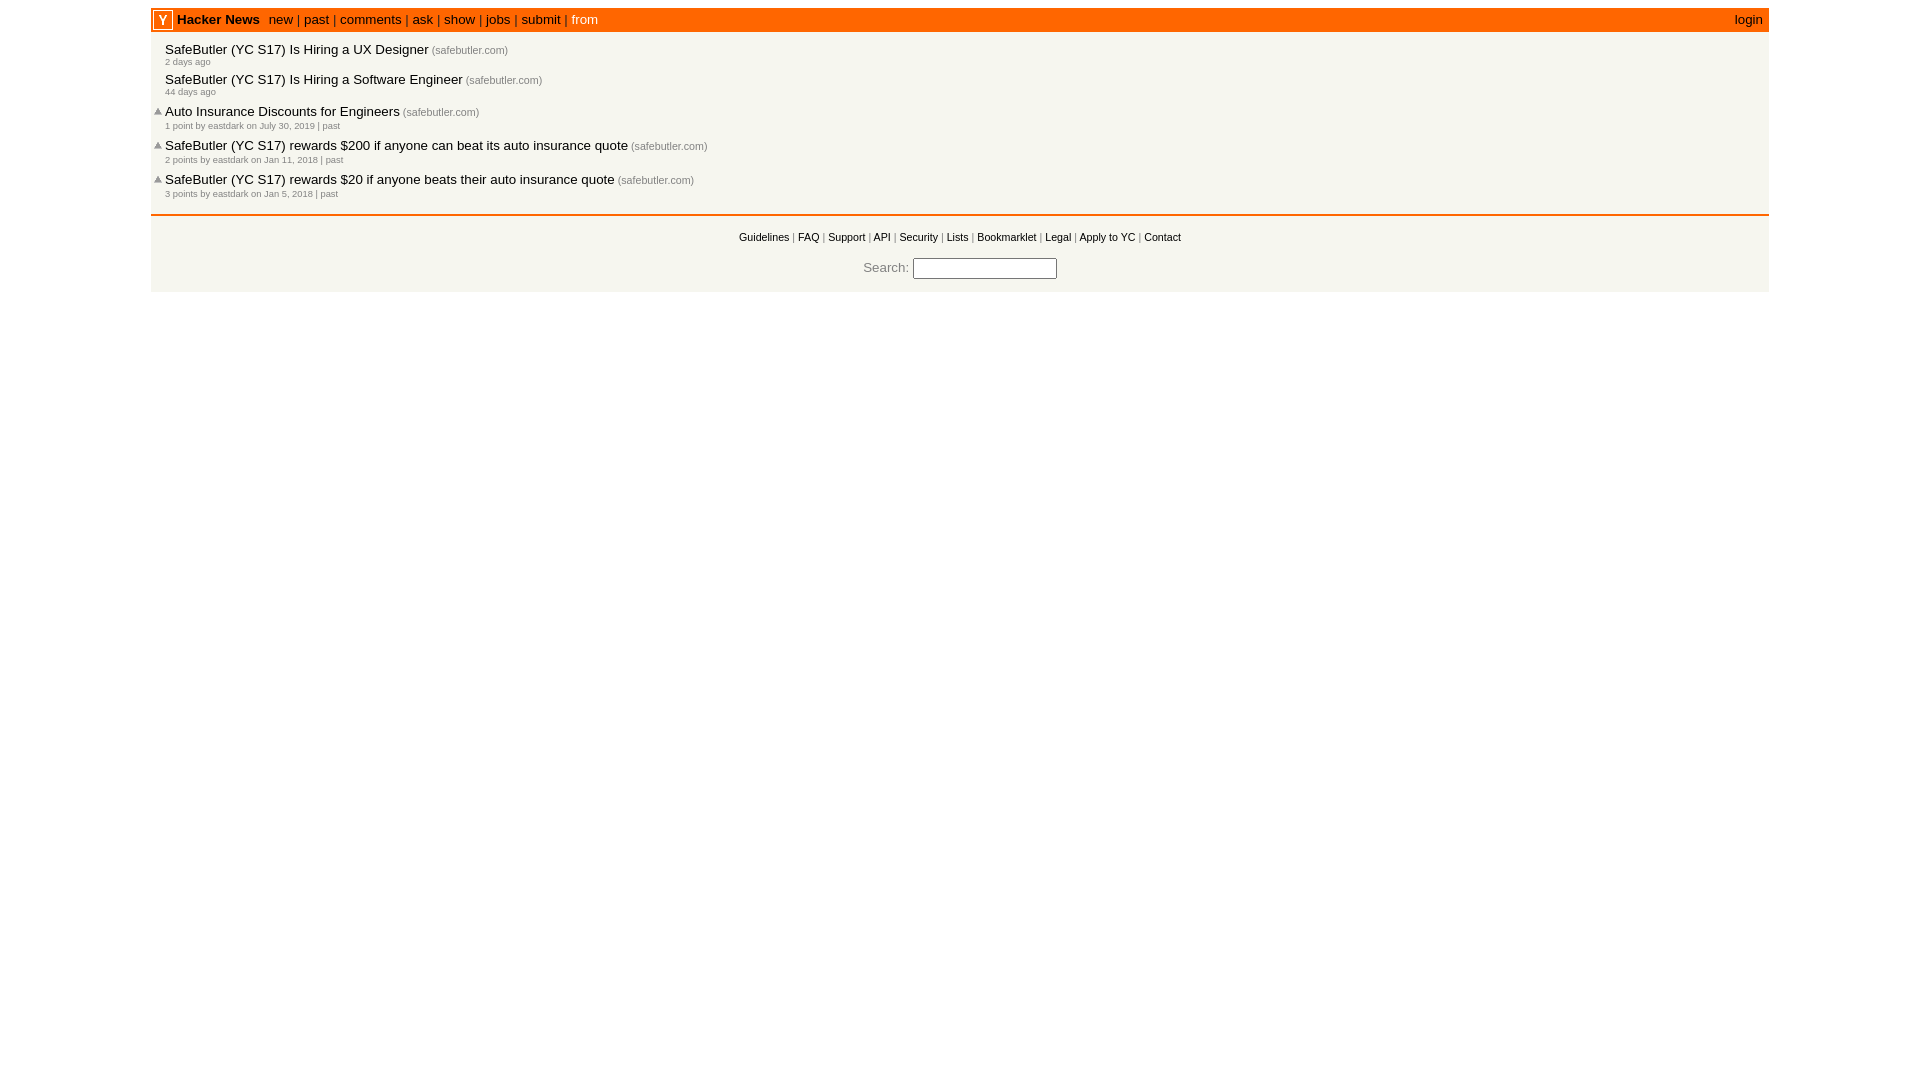 Y Hacker News new | past | comments | ask | show | jobs | submit | from login
SafeButler (YC S17) Is Hiring a UX Designer (safebutler.com)
2 days ago
SafeButler (YC S17) Is Hiring a Software Engineer (safebutler.com)
44 days ago
Auto Insurance Discounts for Engineers (safebutler.com)
1 point by eastdark on July 30, 2019 | past
SafeButler (YC S17) rewards $200 if anyone can beat its auto insurance quote (safebutler.com)
2 points by eastdark on Jan 11, 2018 | past
SafeButler (YC S17) rewards $20 if anyone beats their auto insurance quote (safebutler.com)
3 points by eastdark on Jan 5, 2018 | past
Guidelines | FAQ | Support | API | Security | Lists | Bookmarklet | Legal | Apply to YC | Contact
Search: